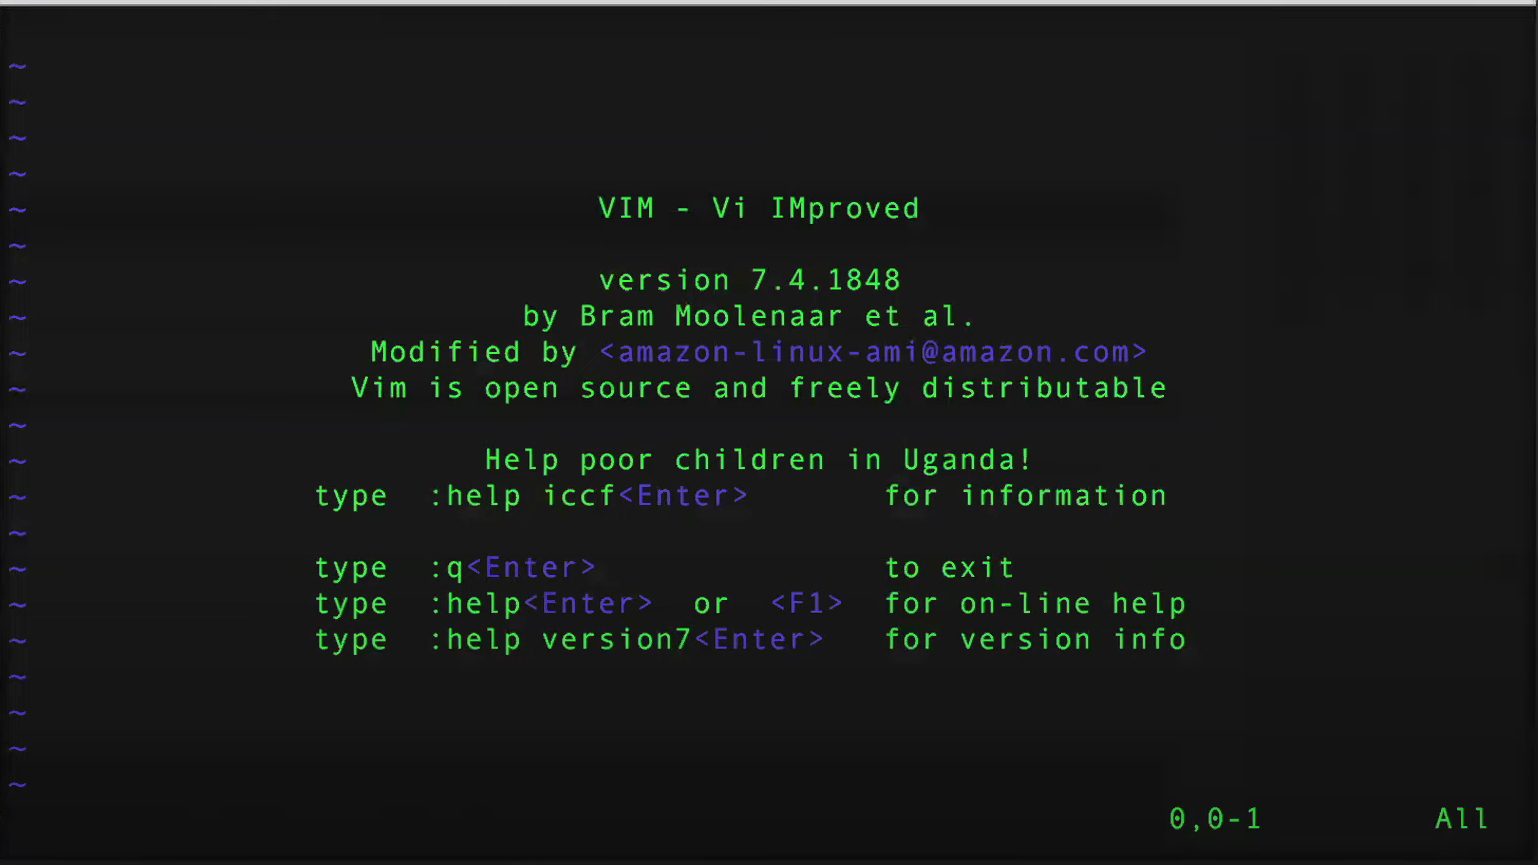 ~
~
~
~
~ VIM - Vi IMproved
~
~ version 7.4.1848
~ by Bram Moolenaar et al.
~ Modified by <amazon-linux-ami@amazon.com>
~ Vim is open source and freely distributable
~
~ Help poor children in Uganda!
~ type :help iccf<Enter> for information
~
~ type :q<Enter> to exit
~ type :help<Enter> or <F1> for on-line help
~ type :help version7<Enter> for version info
~
~
~
~
0,0-1 All